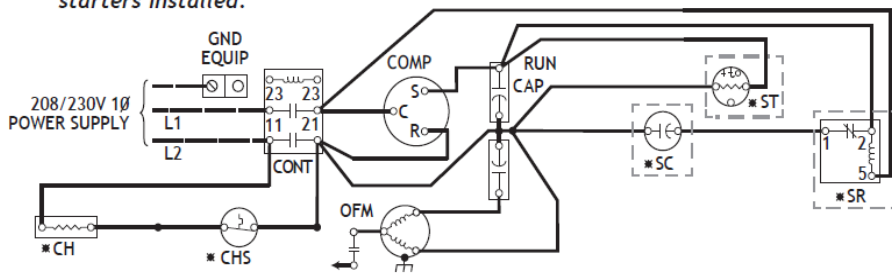 starters installed.
GND
EQUIP
208/230V 1Ø
POWER SUPPLY
L1
L2
23 23
11 21
CONT
COMP
S
C
R
RUN
CAP
* ST
* SC
1 2
5
* SR
OFM
* CH
* CHS